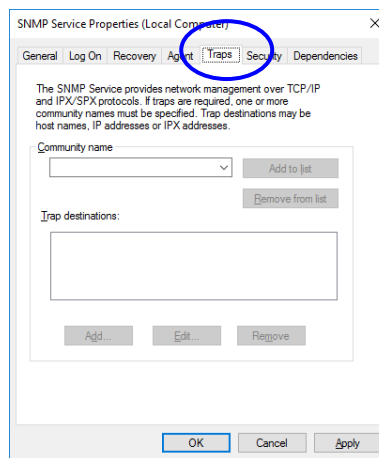 SNMP Service Properties (Local Computer)
General Log On Recovery Agent Traps Security Dependencies
The SNMP Service provides network management over TCP/IP
and IPX/SPX protocols. If traps are required, one or more
community names must be specified. Trap destinations may be
host names, IP addresses or IPX addresses.
Community name
Add to list
Remove from list
Trap destinations:
Add... Edit... Remove
OK Cancel Apply